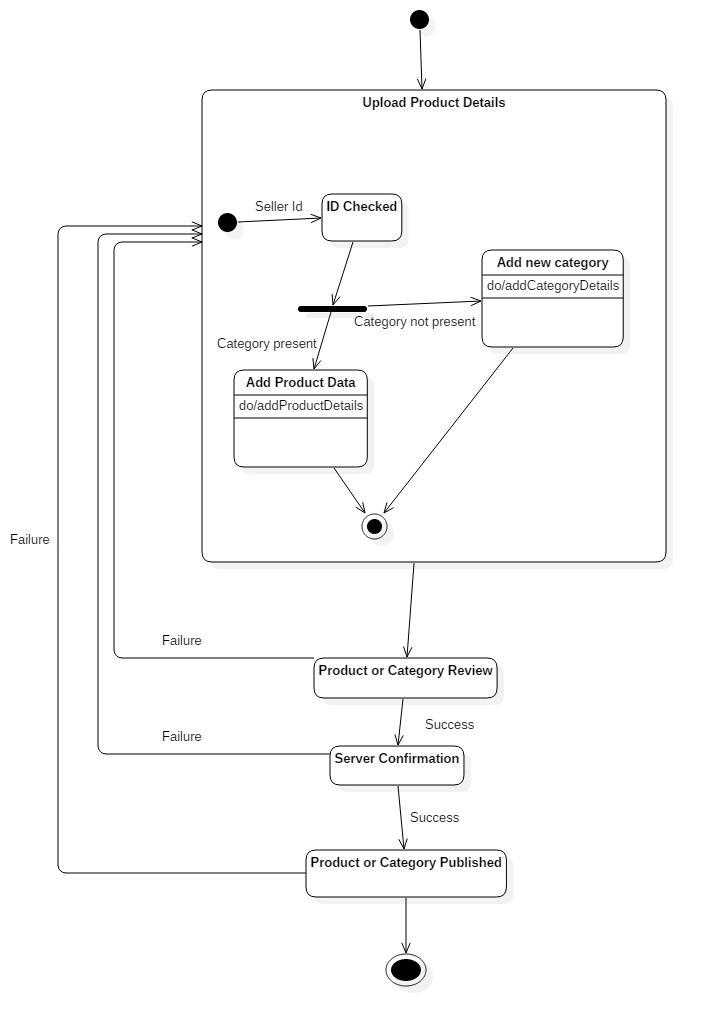 Upload Product Details
Seller Id
ID Checked
Add new category
do/addCategoryDetails
Category not present
Category present
Add Product Data
do/addProductDetails
Failure
Failure
Product or Category Review
Success
Failure
Server Confirmation
Success
Product or Category Published